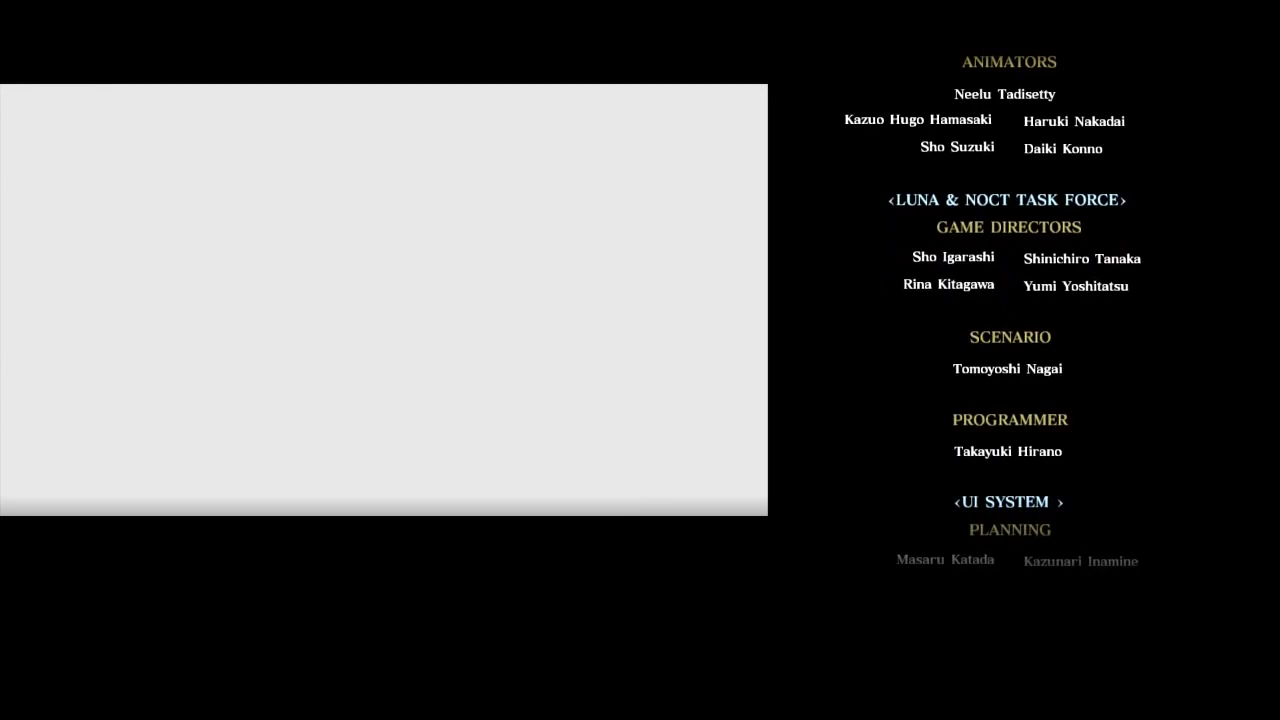 ANIMATORS
Neelu Tadisetty
Kazuo Hugo Hamasaki Haruki Nakadai
Sho Suzuki Daiki Konno
‹LUNA & NOCT TASK FORCE›
GAME DIRECTORS
Sho Igarashi Shinichiro Tanaka
Rina Kitagawa Yumi Yoshitatsu
SCENARIO
Tomoyoshi Nagai
PROGRAMMER
Takayuki Hirano
‹UI SYSTEM ›
PLANNING
Masaru Katada Kazunari Inamine